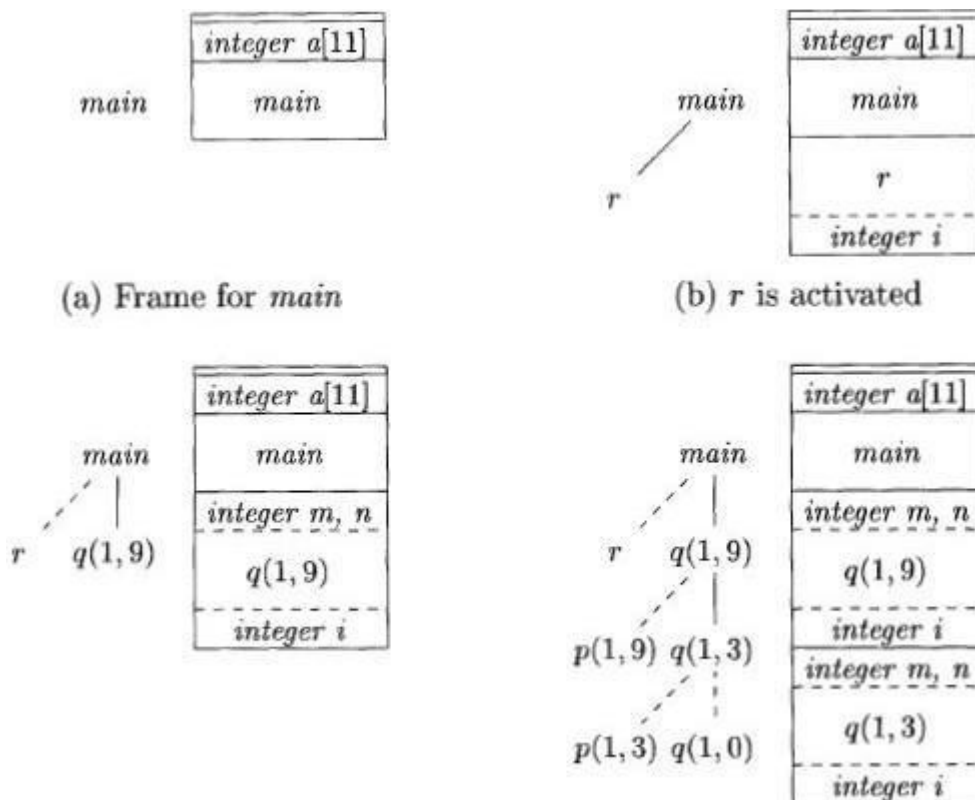 integer a[11]
main
main
integer a[11]
main
main
r
r
integer i
(a) Frame for main
(b) r is activated
integer a[11]
main
main
integer m, n
r
q(1,9)
q(1,9)
integer i
integer a[11]
main
main
integer m, n
r
q(1,9)
q(1,9)
integer i
p(1,9)
q(1,3)
integer m, n
q(1,3)
p(1,3)
q(1,0)
integer i